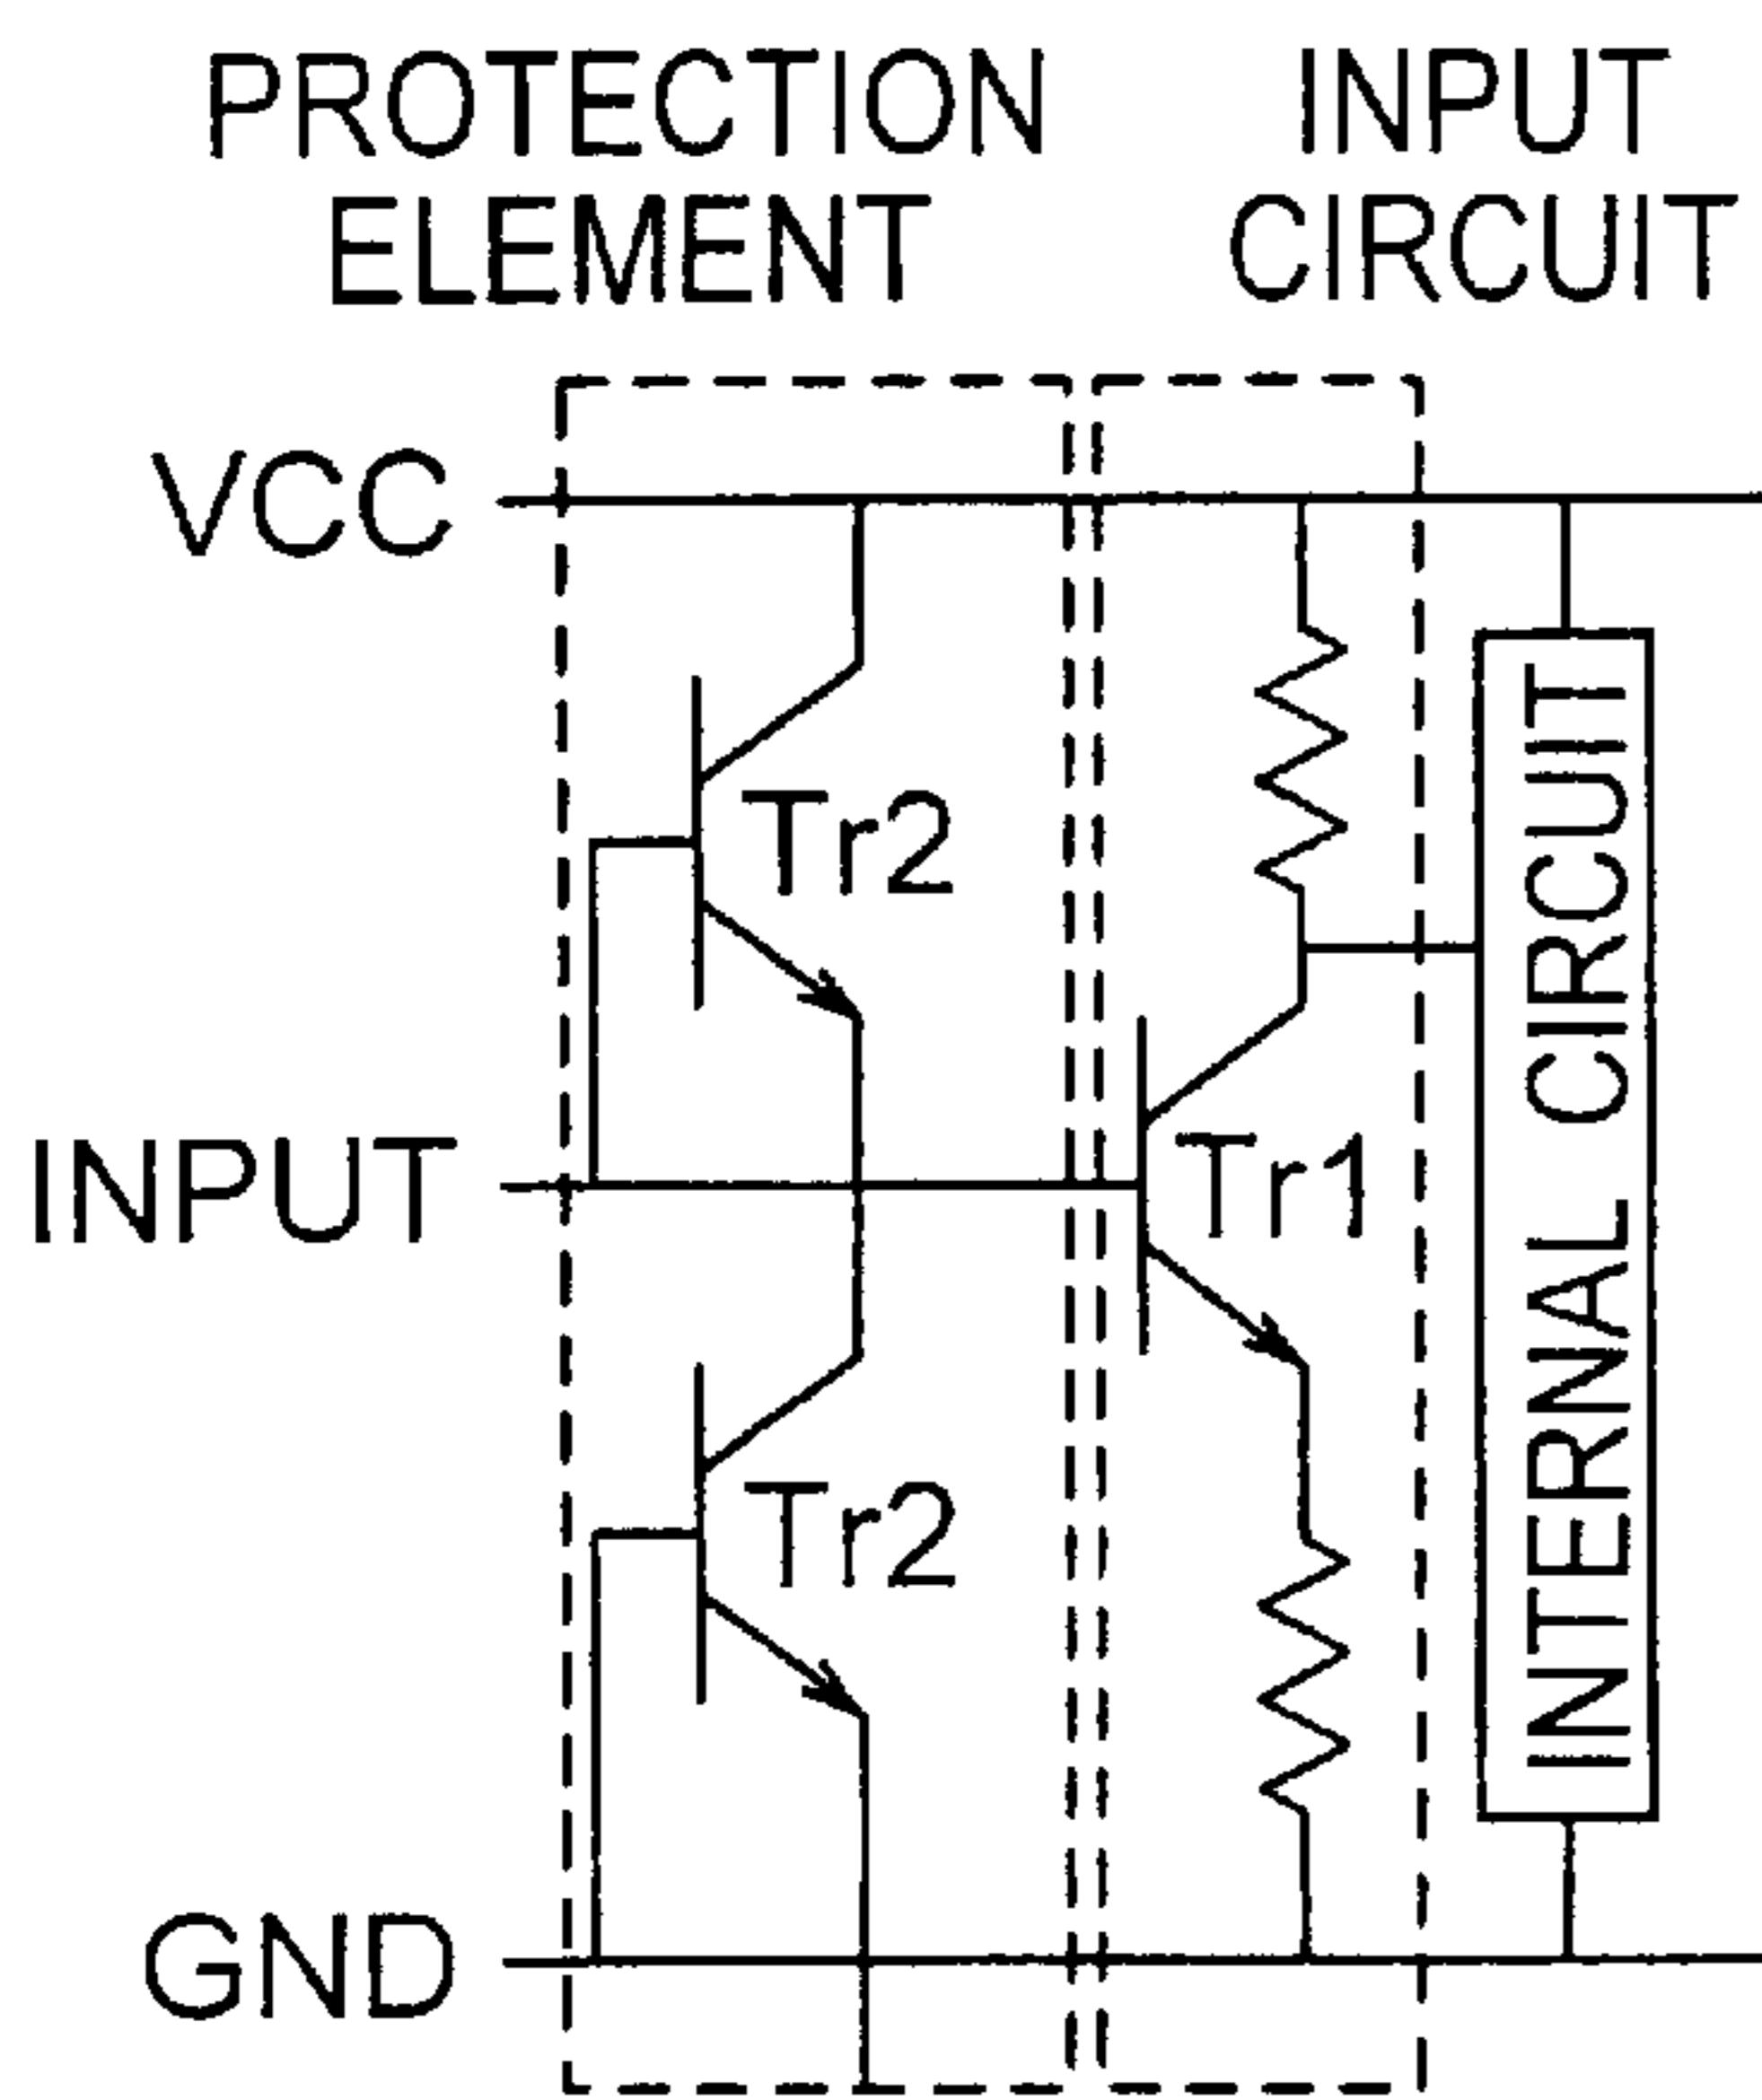 PROTECTION
ELEMENT
INPUT
CIRCUIT
VCC
Tr2
INPUT
Tr1
Tr2
GND
INTERNAL CIRCUIT